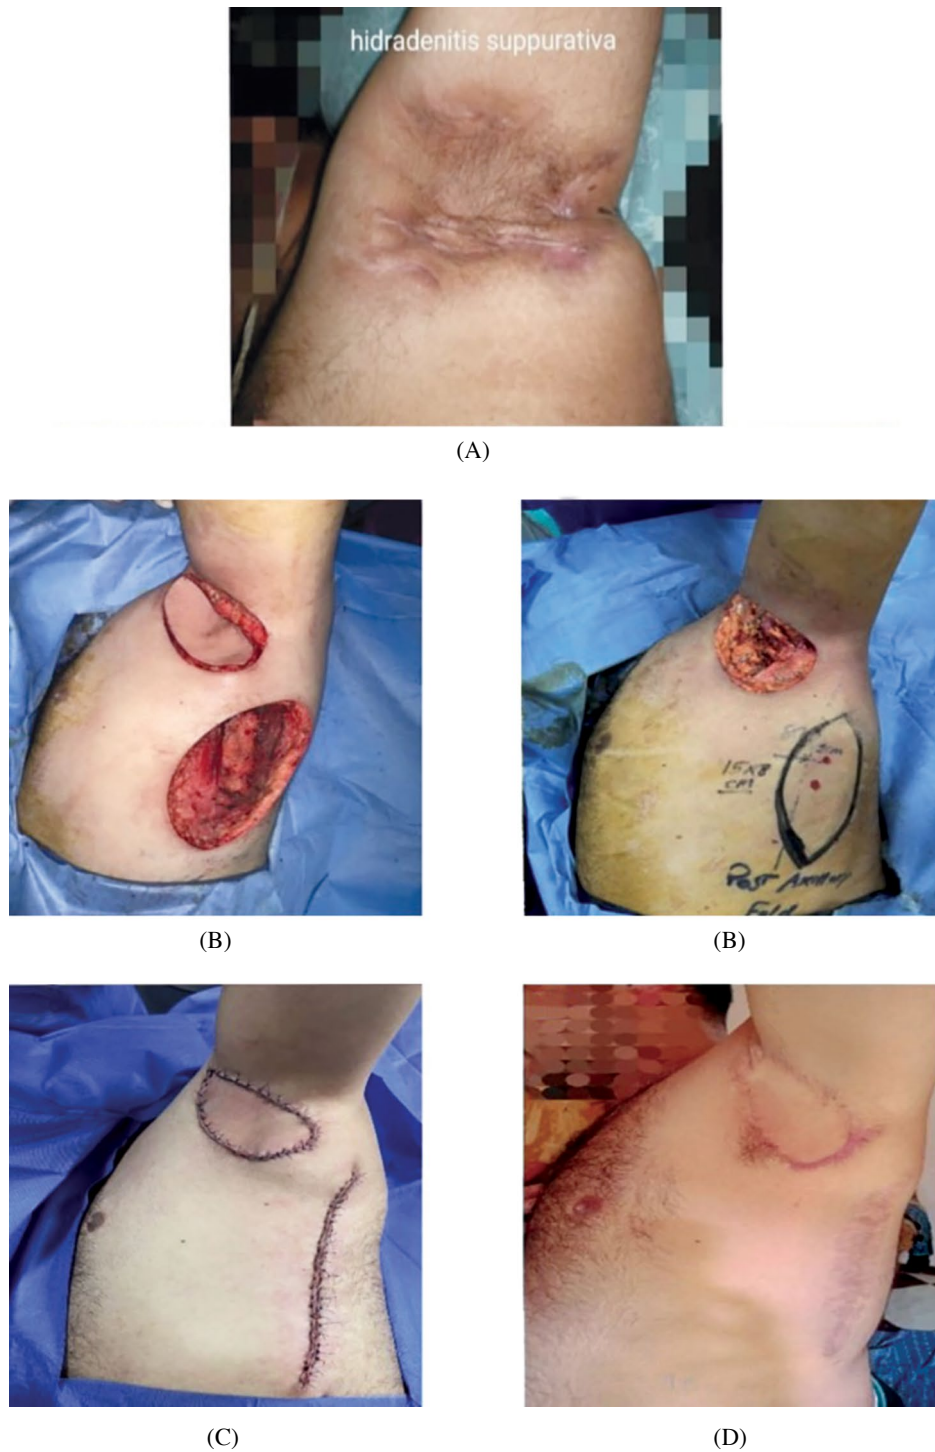 hidradenitis suppurativa
(A)
(B)
(B)
15x8
cm
Post Axillary
Fold
(C)
(D)